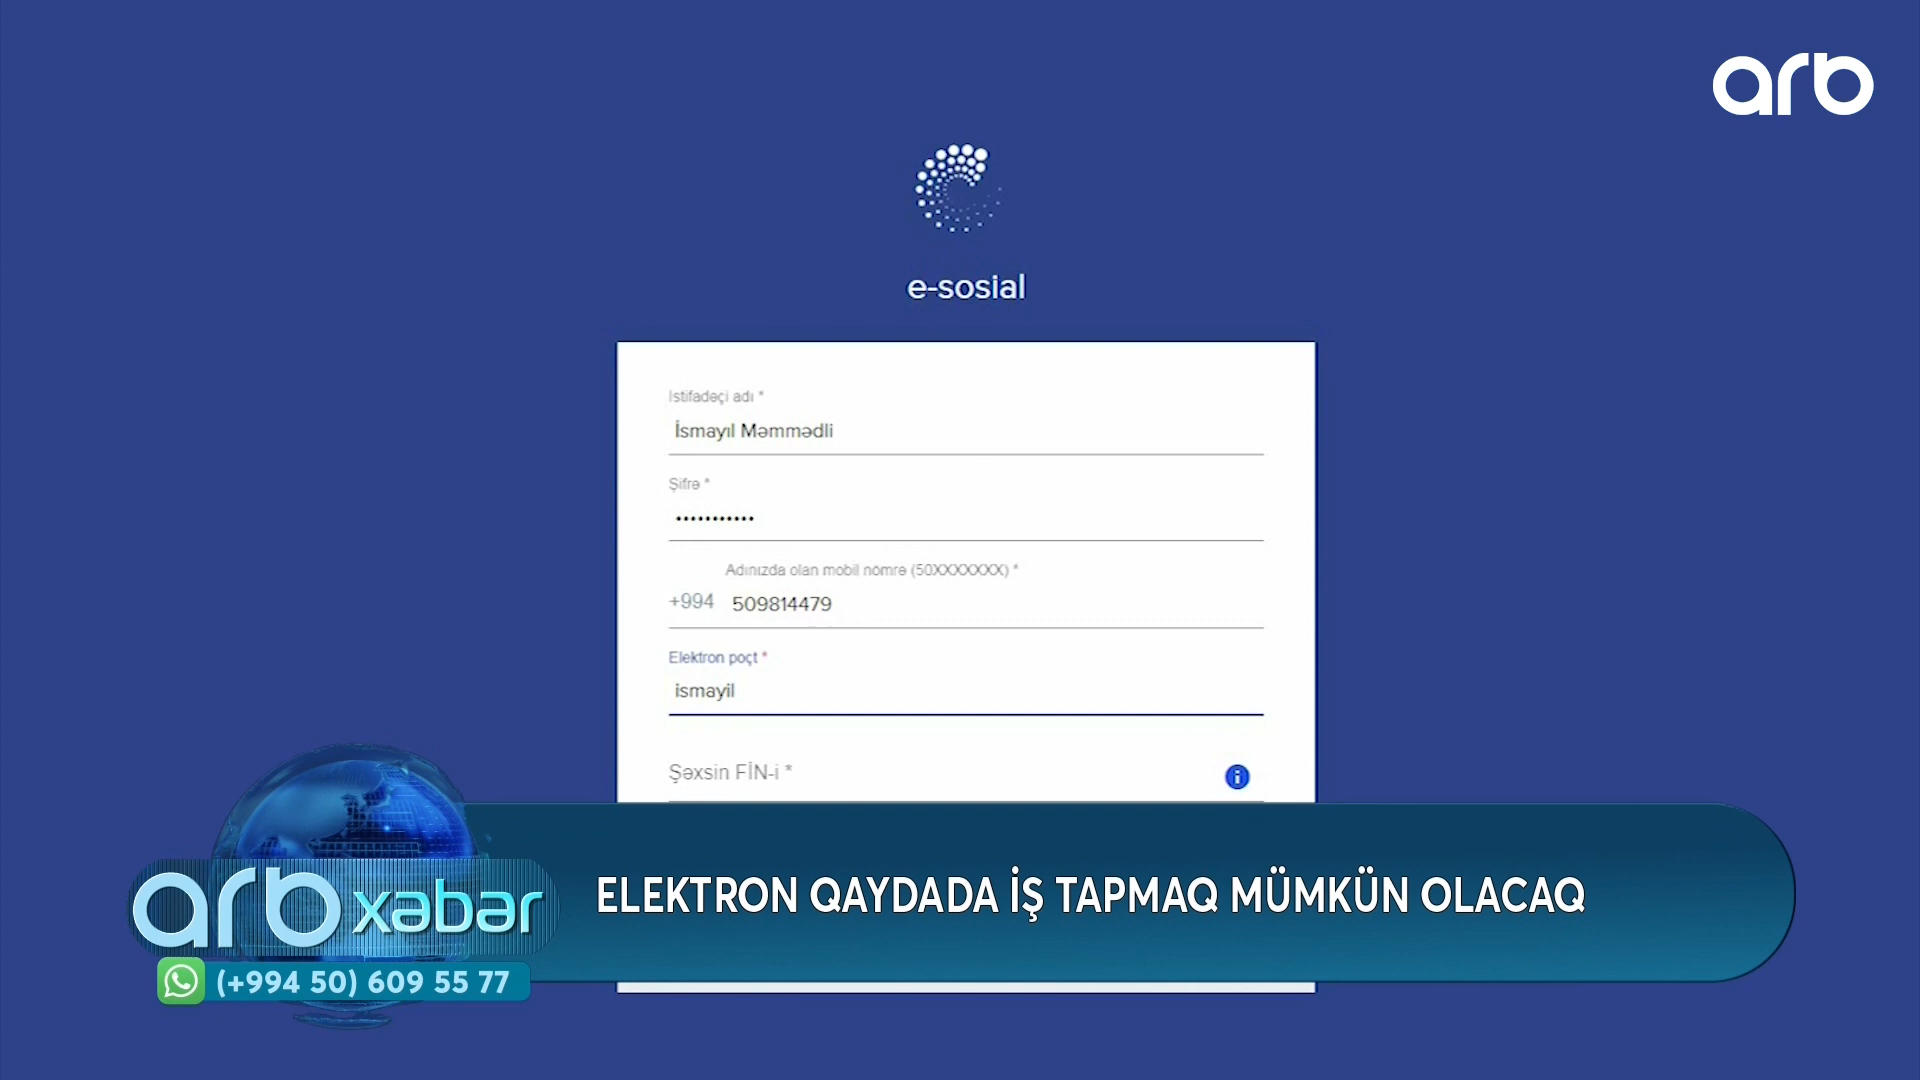 arb
e-sosial
İstifadəçi adı *
İsmayıl Məmmədli
Şifrə *
•••••••••••
Adınızda olan mobil nömrə (50XXXXXXX) *
+994 509814479
Elektron poçt *
ismayil
Şəxsin FİN-i *
ELEKTRON QAYDADA İŞ TAPMAQ MÜMKÜN OLACAQ
arb xəbər
(+994 50) 609 55 77